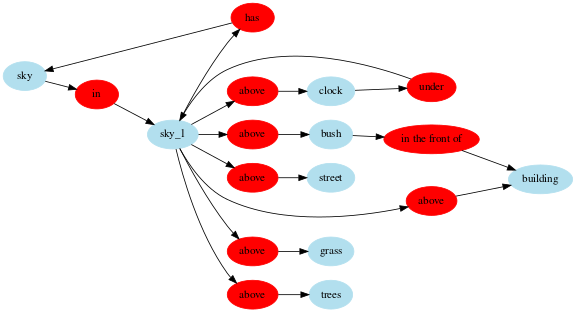 has
sky
in
under
above
clock
sky_1
above
bush
in the front of
above
street
building
above
above
grass
above
trees